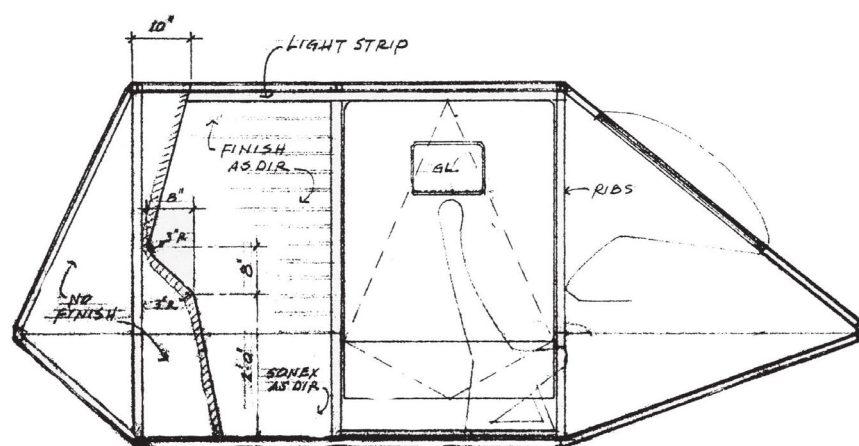 10"
LIGHT STRIP
FINISH
AS DIR
GL
8"
RIBS
3"R
8"
3"R
NO
FINISH
2'0"
SONEX
AS DIR